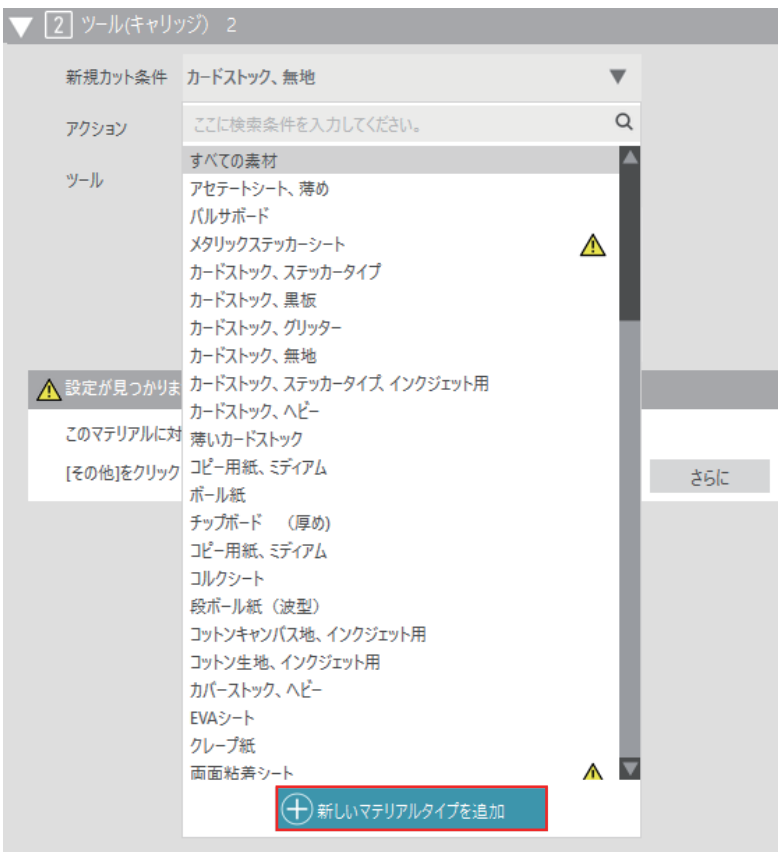 2 ツール(キャリッジ) 2
新規カット条件 カードストック、無地
アクション
ここに検索条件を入力してください。
ツール
すべての素材
アセテートシート、薄め
バルサボード
メタリックステッカーシート
カードストック、ステッカータイプ
カードストック、黒板
カードストック、グリッター
カードストック、無地
設定が見つかりま
カードストック、ステッカータイプ、インクジェット用
カードストック、ヘビー
このマテリアルに対
薄いカードストック
[その他]をクリック
コピー用紙、ミディアム
さらに
ボール紙
チップボード (厚め)
コピー用紙、ミディアム
コルクシート
段ボール紙（波型）
コットンキャンバス地、インクジェット用
コットン生地、インクジェット用
カバーストック、ヘビー
EVAシート
クレープ紙
両面粘着シート
新しいマテリアルタイプを追加